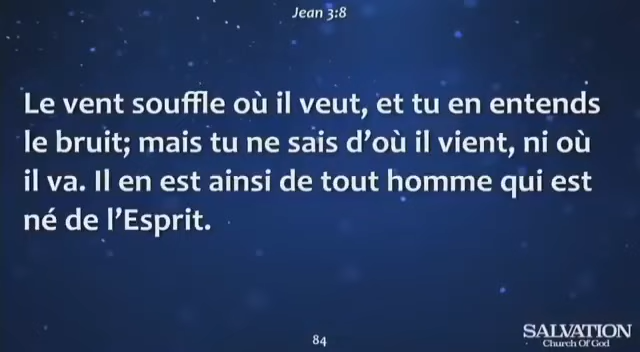 Jean 3:8
Le vent souffle où il veut, et tu en entends
le bruit; mais tu ne sais d’où il vient, ni où
il va. Il en est ainsi de tout homme qui est
né de l’Esprit.
84
SALVATION
Church Of God